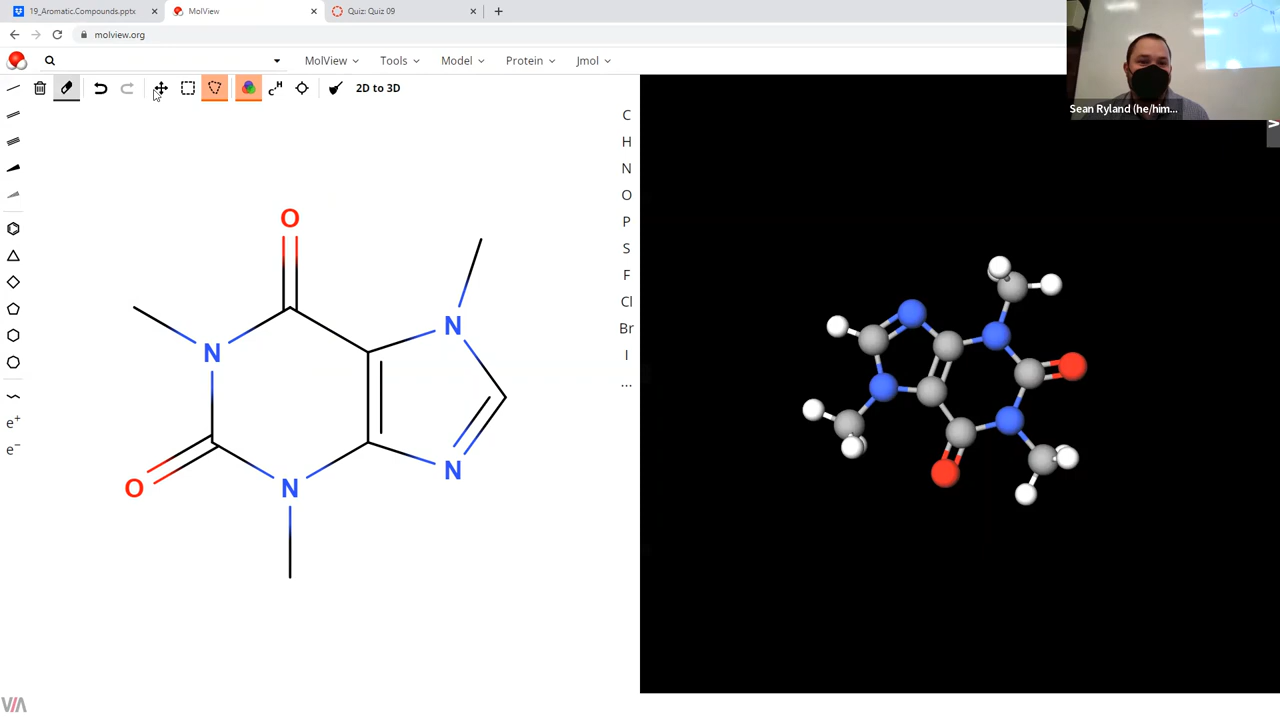 19_Aromatic.Compounds.pptx
MolView
Quiz: Quiz 09
molview.org
MolView Tools Model Protein Jmol
2D to 3D
Sean Ryland (he/him...
C
H
N
O
P
S
F
Cl
Br
I
...
e+
e−
O
N
N
O
N
N
C H
VIA